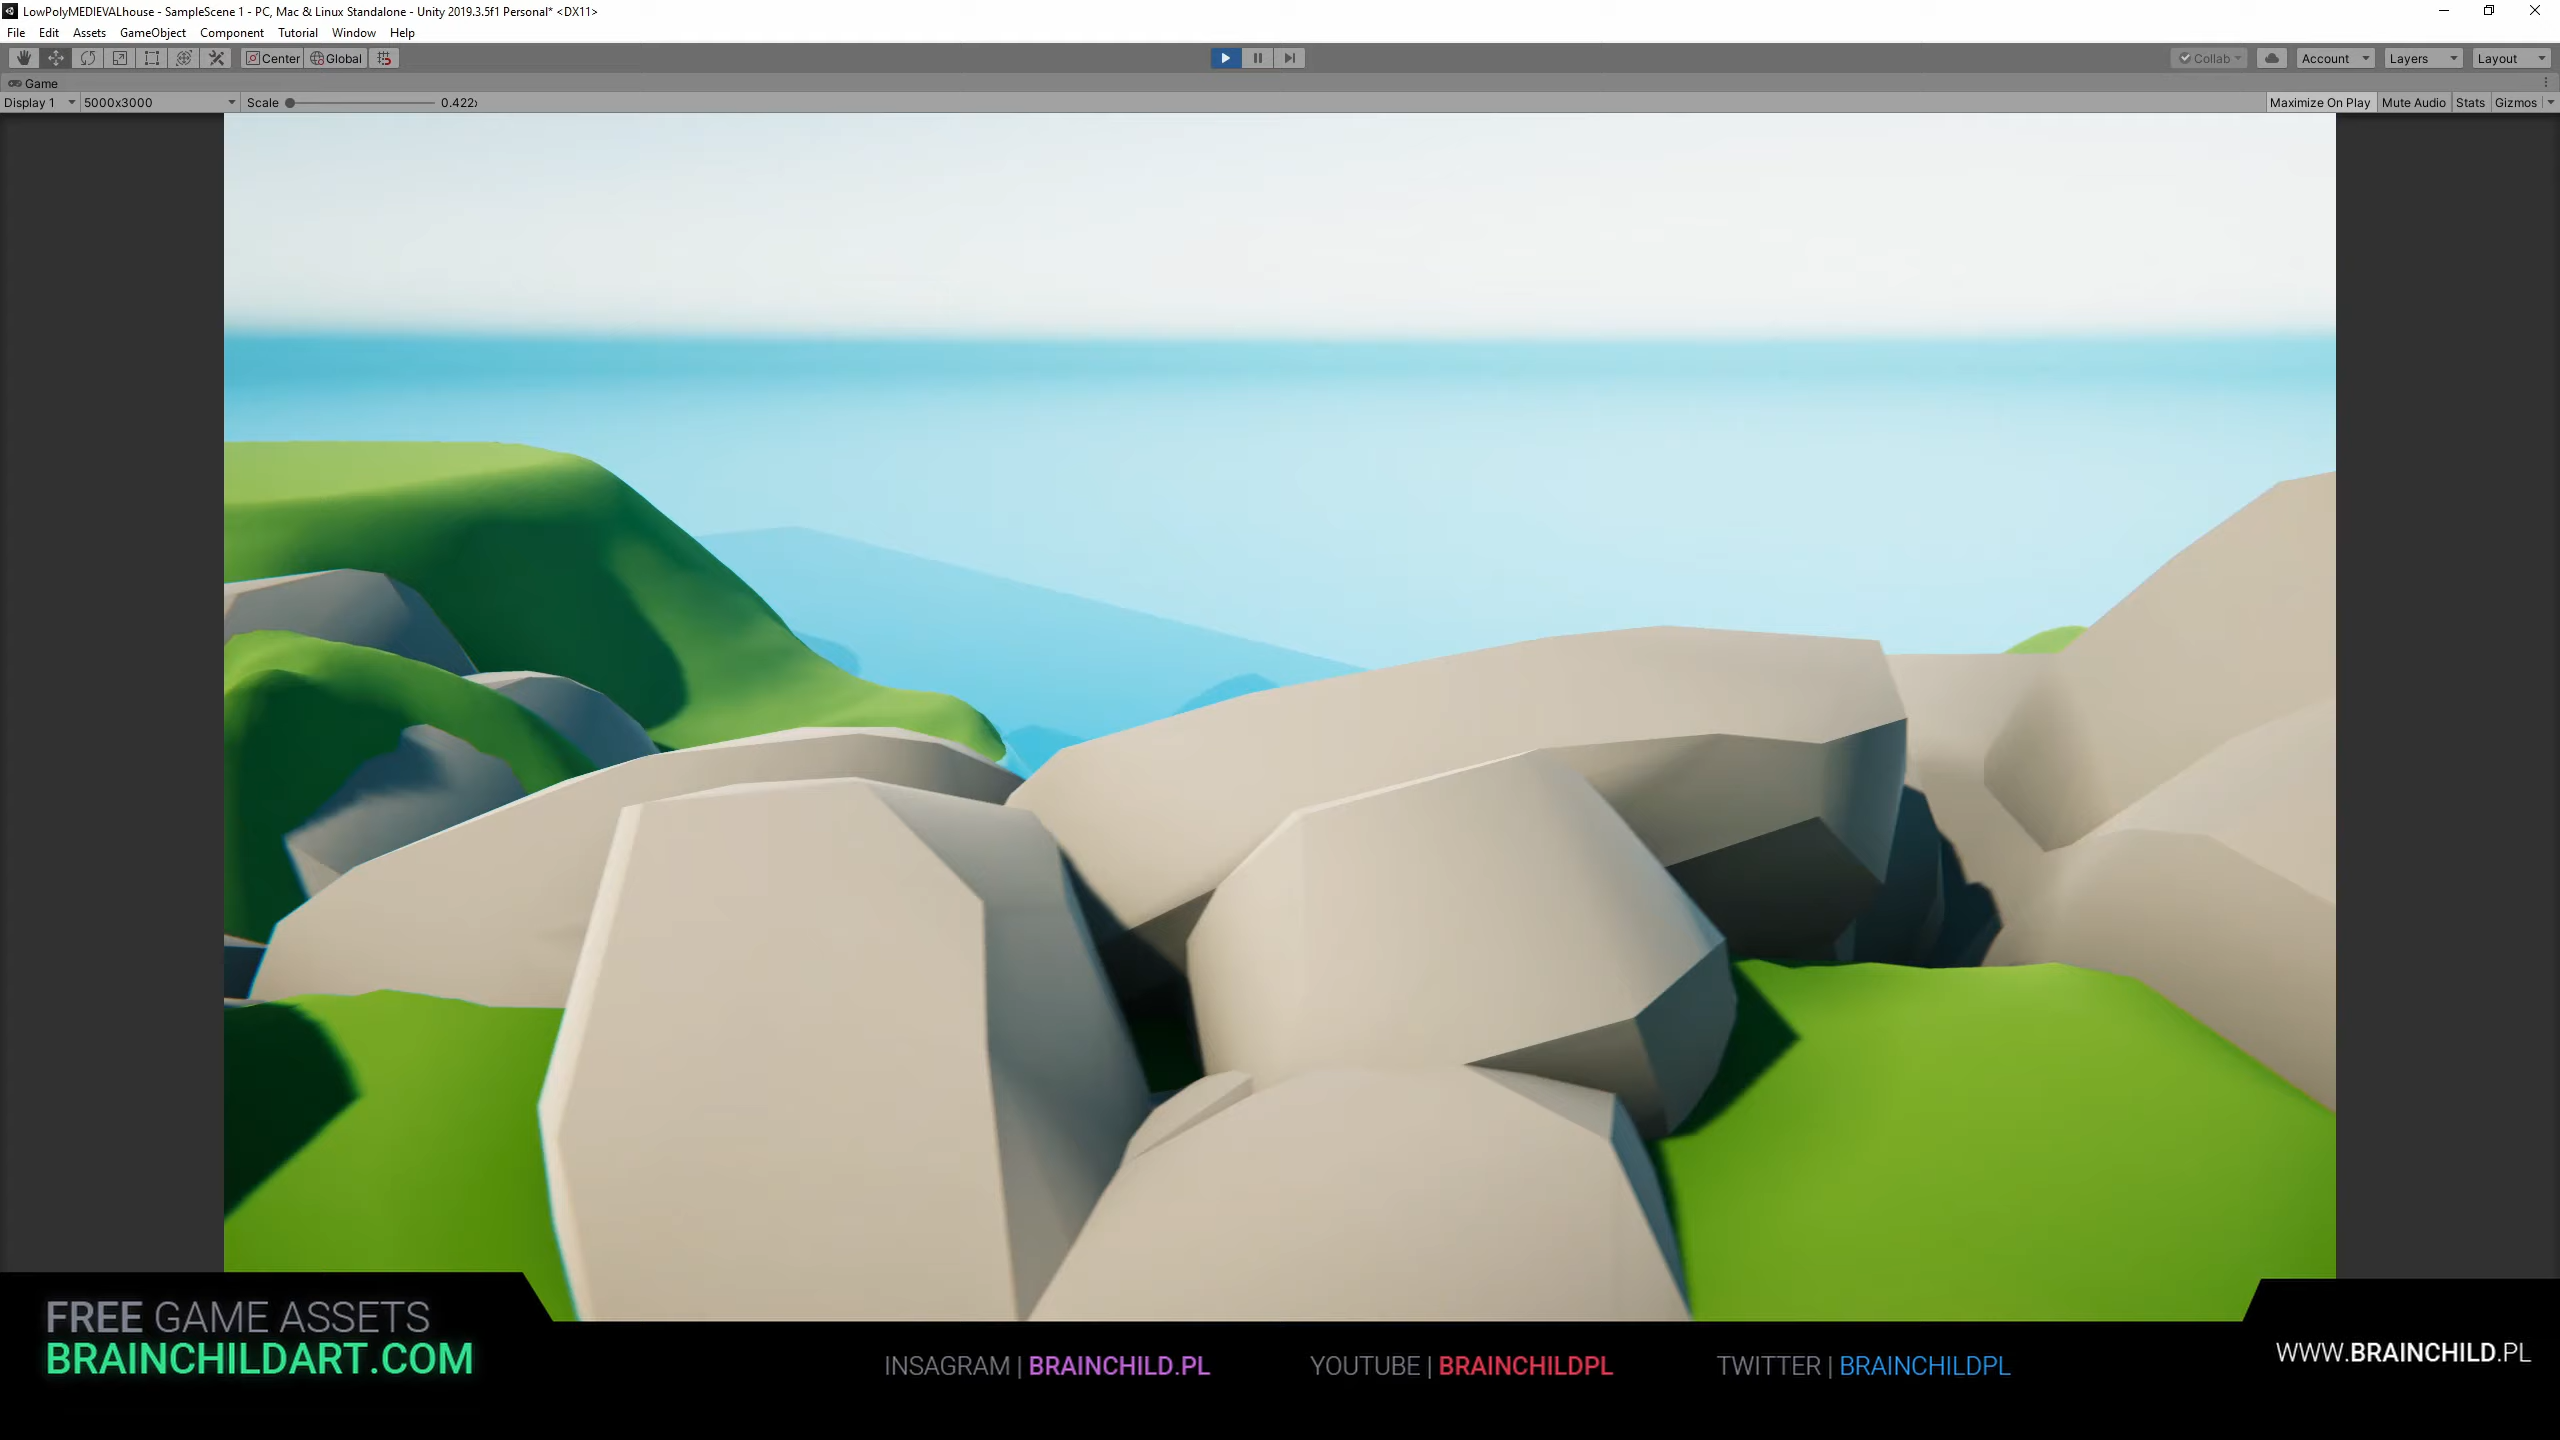 LowPolyMEDIEVALhouse - SampleScene 1 - PC, Mac & Linux Standalone - Unity 2019.3.5f1 Personal* <DX11>
File Edit Assets GameObject Component Tutorial Window Help
Center Global Collab Account Layers Layout
Game
Display 1 5000x3000 Scale 0.422x Maximize On Play Mute Audio Stats Gizmos
FREE GAME ASSETS
BRAINCHILDART.COM
INSAGRAM | BRAINCHILD.PL YOUTUBE | BRAINCHILDPL TWITTER | BRAINCHILDPL WWW.BRAINCHILD.PL